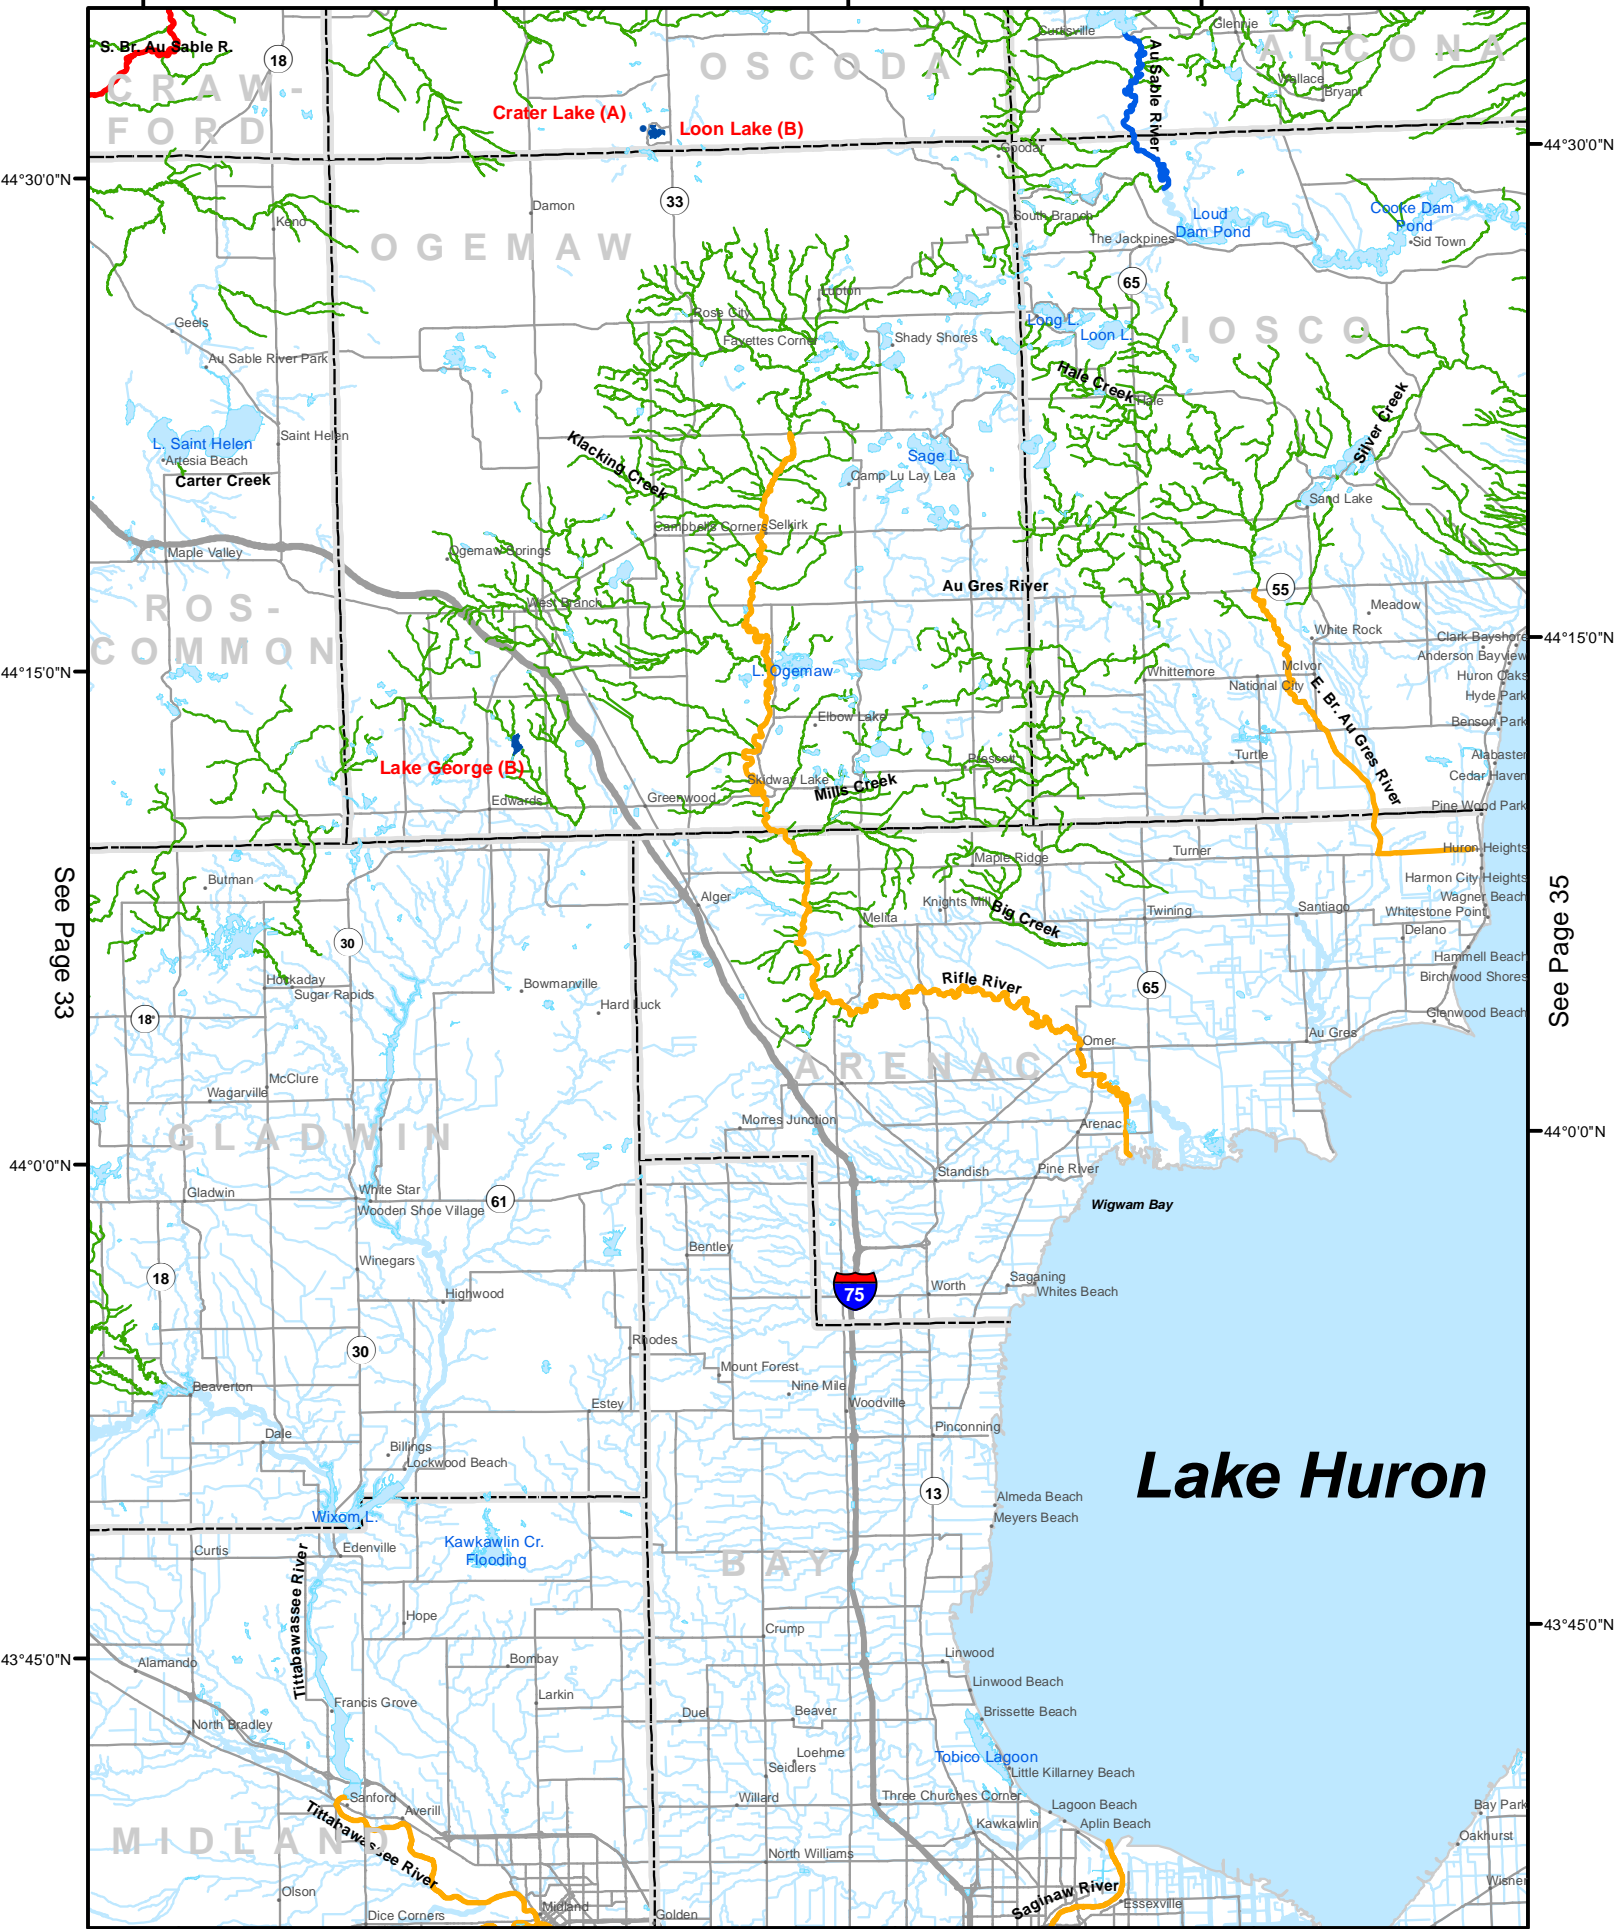 S. Br. Au Sable R.
18
CRAW-
FORD
OSCODA
Crater Lake (A)
Loon Lake (B)
Curtisville
Glennie
ALCONA
Wallace
Bryant
Au Sable River
44°30'0"N
44°30'0"N
Goodar
Keno
Damon
33
OGEMAW
South Branch
The Jackpines
Loud
Dam Pond
Cooke Dam
Pond
Sid Town
65
Lupton
Rose City
Fayettes Corner
Shady Shores
Long L.
Loon L.
IOSCO
Geels
Au Sable River Park
Hale Creek
Hale
Silver Creek
L. Saint Helen
Saint Helen
Artesia Beach
Carter Creek
Klacking Creek
Sage L.
Camp Lu Lay Lea
Sand Lake
Campbells Corners
Selkirk
Maple Valley
Ogemaw Springs
Au Gres River
55
West Branch
ROS-
COMMON
Meadow
White Rock
Clark Bayshore
44°15'0"N
44°15'0"N
Anderson Bayview
L. Ogemaw
Whittemore
McIvor
National City
Huron Oaks
Hyde Park
E. Br. Au Gres River
Elbow Lake
Benson Park
Lake George (B)
Prescott
Turtle
Alabaster
Cedar Haven
Skidway Lake
Mills Creek
Edwards
Greenwood
Pine Wood Park
Maple Ridge
Turner
Huron Heights
Butman
Harmon City Heights
Alger
Knights Mill
Big Creek
Melita
Twining
Santiago
Wagner Beach
Whitestone Point
Delano
See Page 33
See Page 35
30
Hammell Beach
Hockaday
Sugar Rapids
Bowmanville
Hard Luck
Rifle River
65
Birchwood Shores
18
Glenwood Beach
Au Gres
Omer
ARENAC
McClure
Wagarville
Morres Junction
Arenac
GLADWIN
44°0'0"N
44°0'0"N
Standish
Pine River
Gladwin
White Star
Wooden Shoe Village
61
Wigwam Bay
Bentley
Winegars
18
Highwood
75
Worth
Saganing
Whites Beach
30
Rhodes
Mount Forest
Beaverton
Nine Mile
Estey
Woodville
Dale
Billings
Lockwood Beach
Pinconning
Lake Huron
13
Almeda Beach
Meyers Beach
Wixom L.
Kawkawlin Cr.
Flooding
Curtis
Edenville
BAY
Tittabawassee River
Hope
Crump
43°45'0"N
43°45'0"N
Alamando
Bombay
Linwood
Linwood Beach
Larkin
Francis Grove
North Bradley
Duel
Beaver
Brissette Beach
Loehme
Seidlers
Tobico Lagoon
Little Killarney Beach
Sanford
Averill
Willard
Three Churches Corner
Lagoon Beach
Bay Park
Tittabawassee River
MIDLAND
Kawkawlin
Aplin Beach
Oakhurst
North Williams
Olson
Wisner
Midland
Saginaw River
Essexville
Dice Corners
Golden